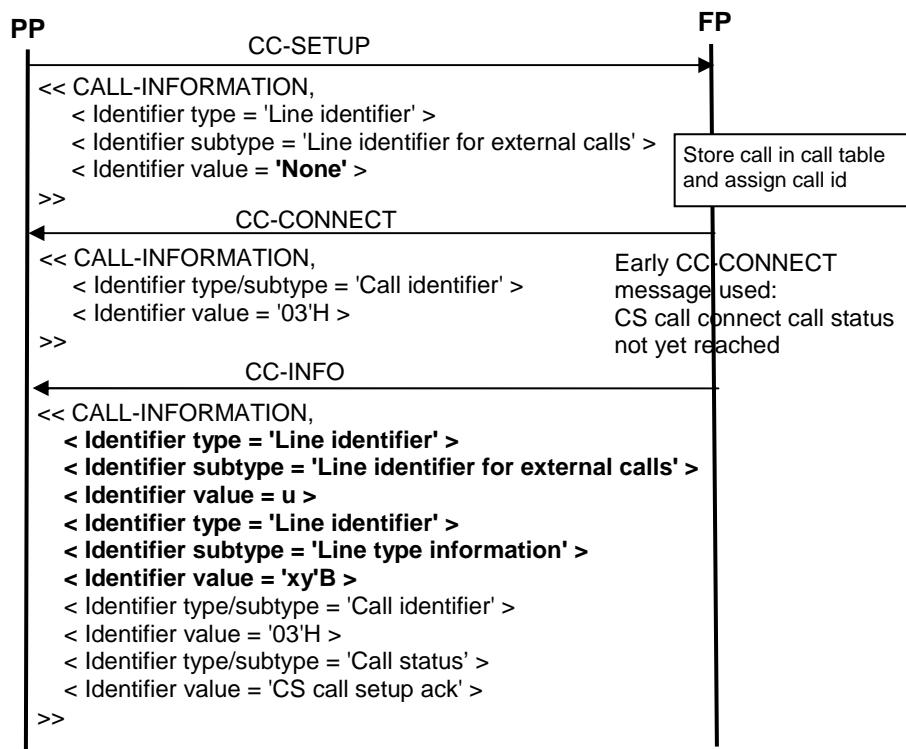 PP
FP
CC-SETUP
<< CALL-INFORMATION,
< Identifier type = 'Line identifier' >
< Identifier subtype = 'Line identifier for external calls' >
< Identifier value = 'None' >
>>
Store call in call table
and assign call id
CC-CONNECT
<< CALL-INFORMATION,
< Identifier type/subtype = 'Call identifier' >
< Identifier value = '03'H >
>>
Early CC-CONNECT
message used:
CS call connect call status
not yet reached
CC-INFO
<< CALL-INFORMATION,
< Identifier type = 'Line identifier' >
< Identifier subtype = 'Line identifier for external calls' >
< Identifier value = u >
< Identifier type = 'Line identifier' >
< Identifier subtype = 'Line type information' >
< Identifier value = 'xy'B >
< Identifier type/subtype = 'Call identifier' >
< Identifier value = '03'H >
< Identifier type/subtype = 'Call status’ >
< Identifier value = 'CS call setup ack' >
>>